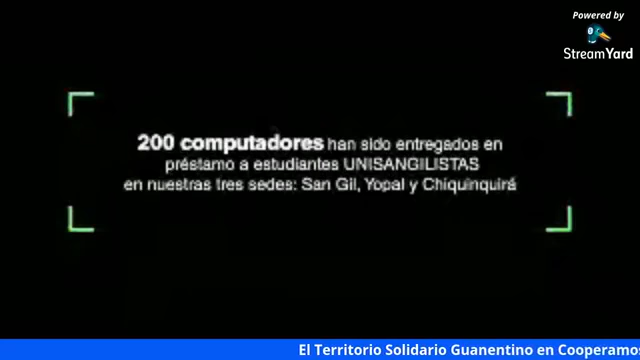 Powered by
StreamYard
200 computadores han sido entregados en
préstamo a estudiantes UNISANGILISTAS
en nuestras tres sedes: San Gil, Yopal y Chiquinquirá
El Territorio Solidario Guanentino en Cooperamos